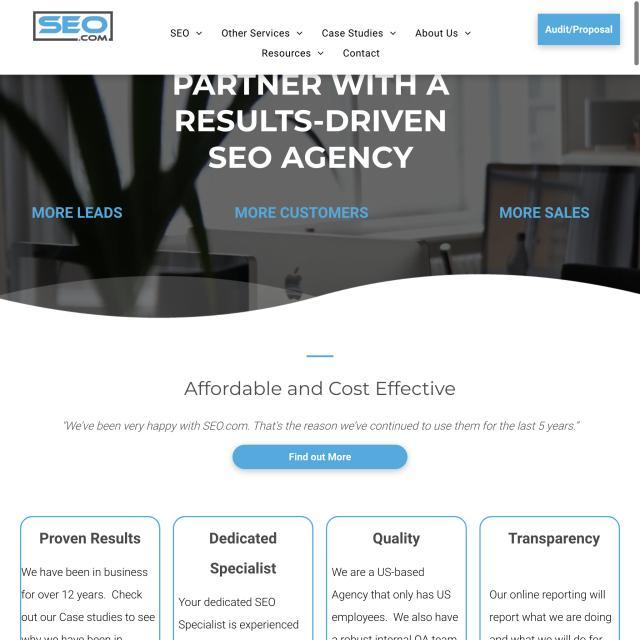 SEO
.COM
SEO
Other Services
Case Studies
About Us
Audit/Proposal
Resources
Contact
PARTNER WITH A
RESULTS-DRIVEN
SEO AGENCY
MORE LEADS
MORE CUSTOMERS
MORE SALES
Affordable and Cost Effective
"We've been very happy with SEO.com. That's the reason we've continued to use them for the last 5 years."
Find out More
Proven Results
We have been in business
for over 12 years.  Check
out our Case studies to see
why we have been in
Dedicated
Specialist
Your dedicated SEO
Specialist is experienced
Quality
We are a US-based
Agency that only has US
employees.  We also have
a robust internal QA team
Transparency
Our online reporting will
report what we are doing
and what we will do for